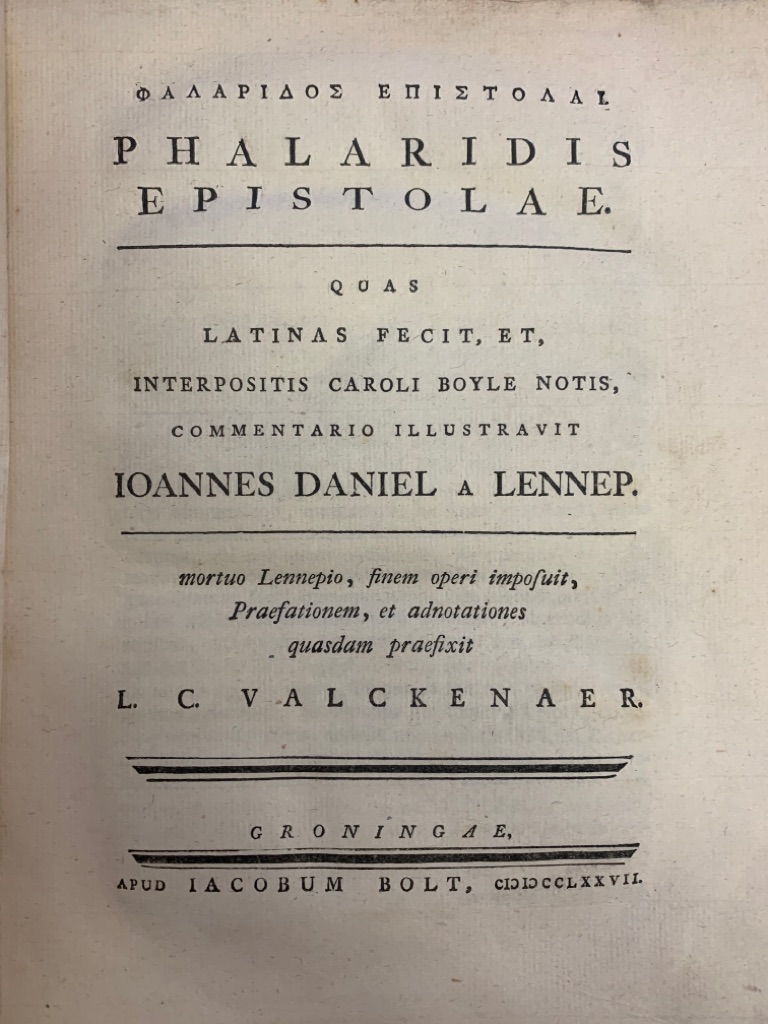 ΦΑΛΑΡΙΔΟΣ ΕΠΙΣΤΟΛΑΙ.
PHALARIDIS
EPISTOLAE.
QUAS
LATINAS FECIT, ET,
INTERPOSITIS CAROLI BOYLE NOTIS,
COMMENTARIO ILLUSTRAVIT
IOANNES DANIEL A LENNEP.
mortuo Lennepio, finem operi imposuit,
Praefationem, et adnotationes
quasdam praefixit
L. C. VALCKENAER.
GRONINGAE,
APUD IACOBUM BOLT, CIↃIↃCCLXXVII.